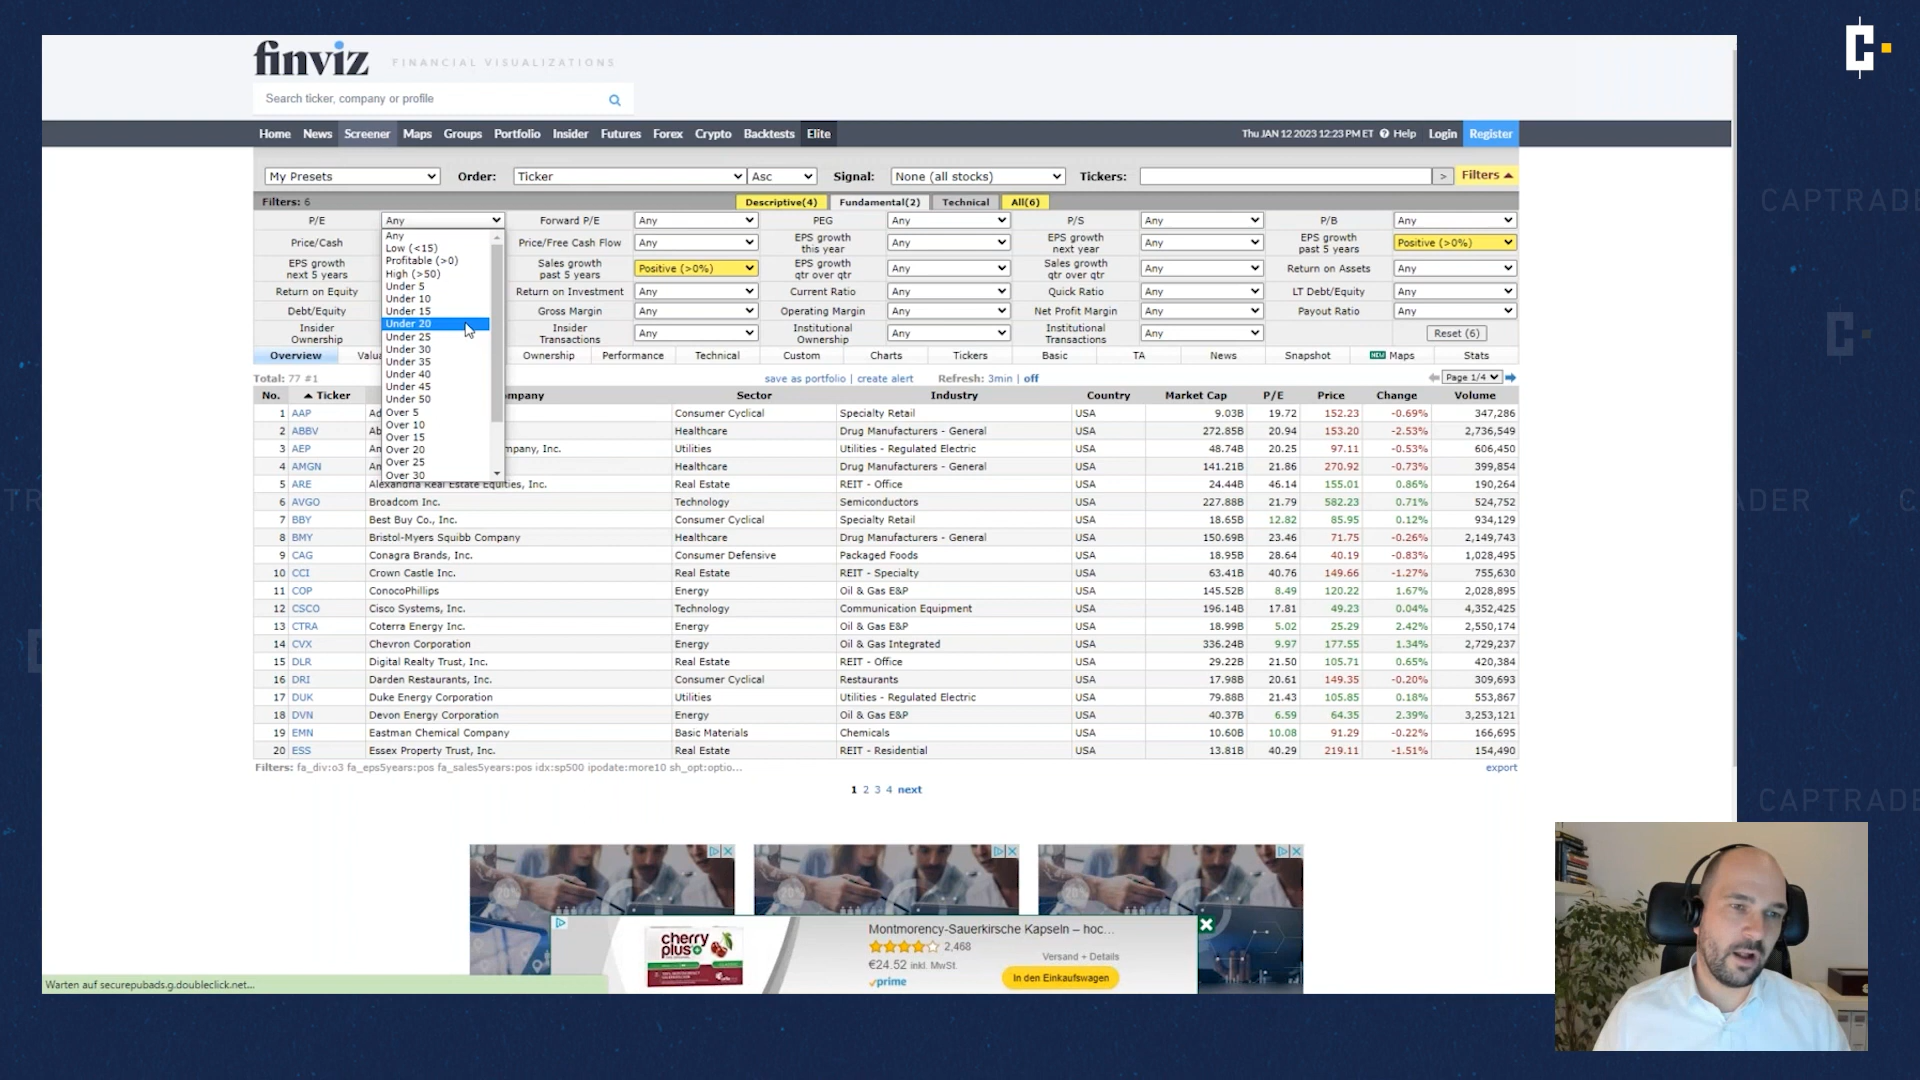 finviz FINANCIAL VISUALIZATIONS
Search ticker, company or profile
Home News Screener Maps Groups Portfolio Insider Futures Forex Crypto Backtests Elite Thu JAN 12 2023 12:23 PM ET Help Login Register
My Presets Order: Ticker Asc Signal: None (all stocks) Tickers: > Filters
Filters: 6 Descriptive(4) Fundamental(2) Technical All(6)
P/E Any Forward P/E Any PEG Any P/S Any P/B Any
Price/Cash Price/Free Cash Flow Any EPS growth this year Any EPS growth next year Any EPS growth past 5 years Positive (>0%)
EPS growth next 5 years Sales growth past 5 years Positive (>0%) EPS growth qtr over qtr Any Sales growth qtr over qtr Any Return on Assets Any
Return on Equity Return on Investment Any Current Ratio Any Quick Ratio Any LT Debt/Equity Any
Debt/Equity Gross Margin Any Operating Margin Any Net Profit Margin Any Payout Ratio Any
Insider Ownership Insider Transactions Any Institutional Ownership Any Institutional Transactions Any Reset (6)
Any
Low (<15)
Profitable (>0)
High (>50)
Under 5
Under 10
Under 15
Under 20
Under 25
Under 30
Under 35
Under 40
Under 45
Under 50
Over 5
Over 10
Over 15
Over 20
Over 25
Over 30
Overview Valua Ownership Performance Technical Custom Charts Tickers Basic TA News Snapshot NEW Maps Stats
Total: 77 #1 save as portfolio | create alert Refresh: 3min | off Page 1/4
No. Ticker mpany Sector Industry Country Market Cap P/E Price Change Volume
1 AAP Ad Consumer Cyclical Specialty Retail USA 9.03B 19.72 152.23 -0.69% 347,286
2 ABBV Ab Healthcare Drug Manufacturers - General USA 272.85B 20.94 153.20 -2.53% 2,736,549
3 AEP An mpany, Inc. Utilities Utilities - Regulated Electric USA 48.74B 20.25 97.11 -0.53% 606,450
4 AMGN An Healthcare Drug Manufacturers - General USA 141.21B 21.86 270.92 -0.73% 399,854
5 ARE Alexandria Real Estate Equities, Inc. Real Estate REIT - Office USA 24.44B 46.14 155.01 0.86% 190,264
6 AVGO Broadcom Inc. Technology Semiconductors USA 227.88B 21.79 582.23 0.71% 524,752
7 BBY Best Buy Co., Inc. Consumer Cyclical Specialty Retail USA 18.65B 12.82 85.95 0.12% 934,129
8 BMY Bristol-Myers Squibb Company Healthcare Drug Manufacturers - General USA 150.69B 23.46 71.75 -0.26% 2,149,743
9 CAG Conagra Brands, Inc. Consumer Defensive Packaged Foods USA 18.95B 28.64 40.19 -0.83% 1,028,495
10 CCI Crown Castle Inc. Real Estate REIT - Specialty USA 63.41B 40.76 149.66 -1.27% 755,630
11 COP ConocoPhillips Energy Oil & Gas E&P USA 145.52B 8.49 120.22 1.67% 2,028,895
12 CSCO Cisco Systems, Inc. Technology Communication Equipment USA 196.14B 17.81 49.23 0.04% 4,352,425
13 CTRA Coterra Energy Inc. Energy Oil & Gas E&P USA 18.99B 5.02 25.29 2.42% 2,550,174
14 CVX Chevron Corporation Energy Oil & Gas Integrated USA 336.24B 9.97 177.55 1.34% 2,729,237
15 DLR Digital Realty Trust, Inc. Real Estate REIT - Office USA 29.22B 21.50 105.71 0.65% 420,384
16 DRI Darden Restaurants, Inc. Consumer Cyclical Restaurants USA 17.98B 20.61 149.35 -0.20% 309,693
17 DUK Duke Energy Corporation Utilities Utilities - Regulated Electric USA 79.88B 21.43 105.85 0.18% 553,867
18 DVN Devon Energy Corporation Energy Oil & Gas E&P USA 40.37B 6.59 64.35 2.39% 3,253,121
19 EMN Eastman Chemical Company Basic Materials Chemicals USA 10.60B 10.08 91.29 -0.22% 166,695
20 ESS Essex Property Trust, Inc. Real Estate REIT - Residential USA 13.81B 40.29 219.11 -1.51% 154,490
Filters: fa_div:o3 fa_eps5years:pos fa_sales5years:pos idx:sp500 ipodate:more10 sh_opt:optio... export
1 2 3 4 next
cherry plus+
Montmorency-Sauerkirsche Kapseln – hoc...
2,468
€24.52 inkl. MwSt. Versand + Details
prime In den Einkaufswagen
Warten auf securepubads.g.doubleclick.net...
CAPTRADE
TR
ADER
C
CAPTRADE